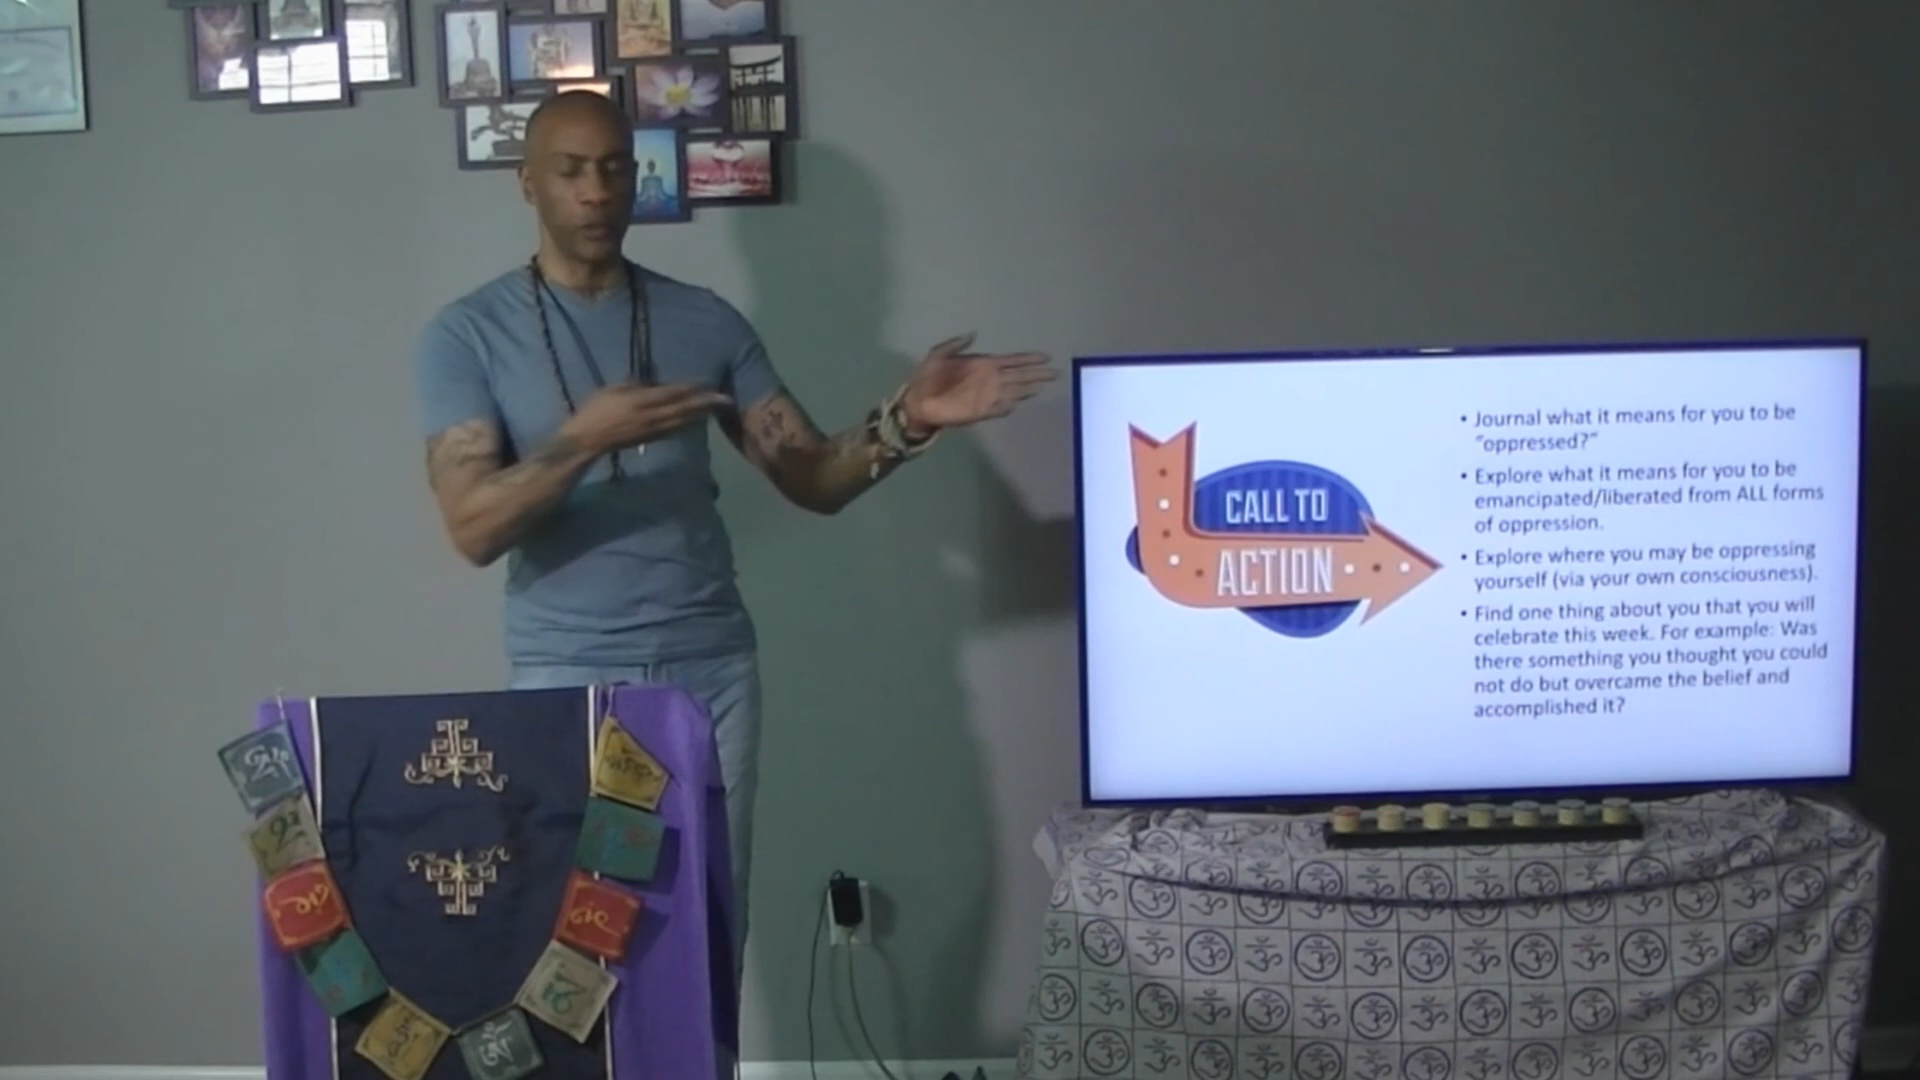 CALL TO
ACTION
• Journal what it means for you to be
"oppressed?"
• Explore what it means for you to be
emancipated/liberated from ALL forms
of oppression.
• Explore where you may be oppressing
yourself (via your own consciousness).
• Find one thing about you that you will
celebrate this week. For example: Was
there something you thought you could
not do but overcame the belief and
accomplished it?